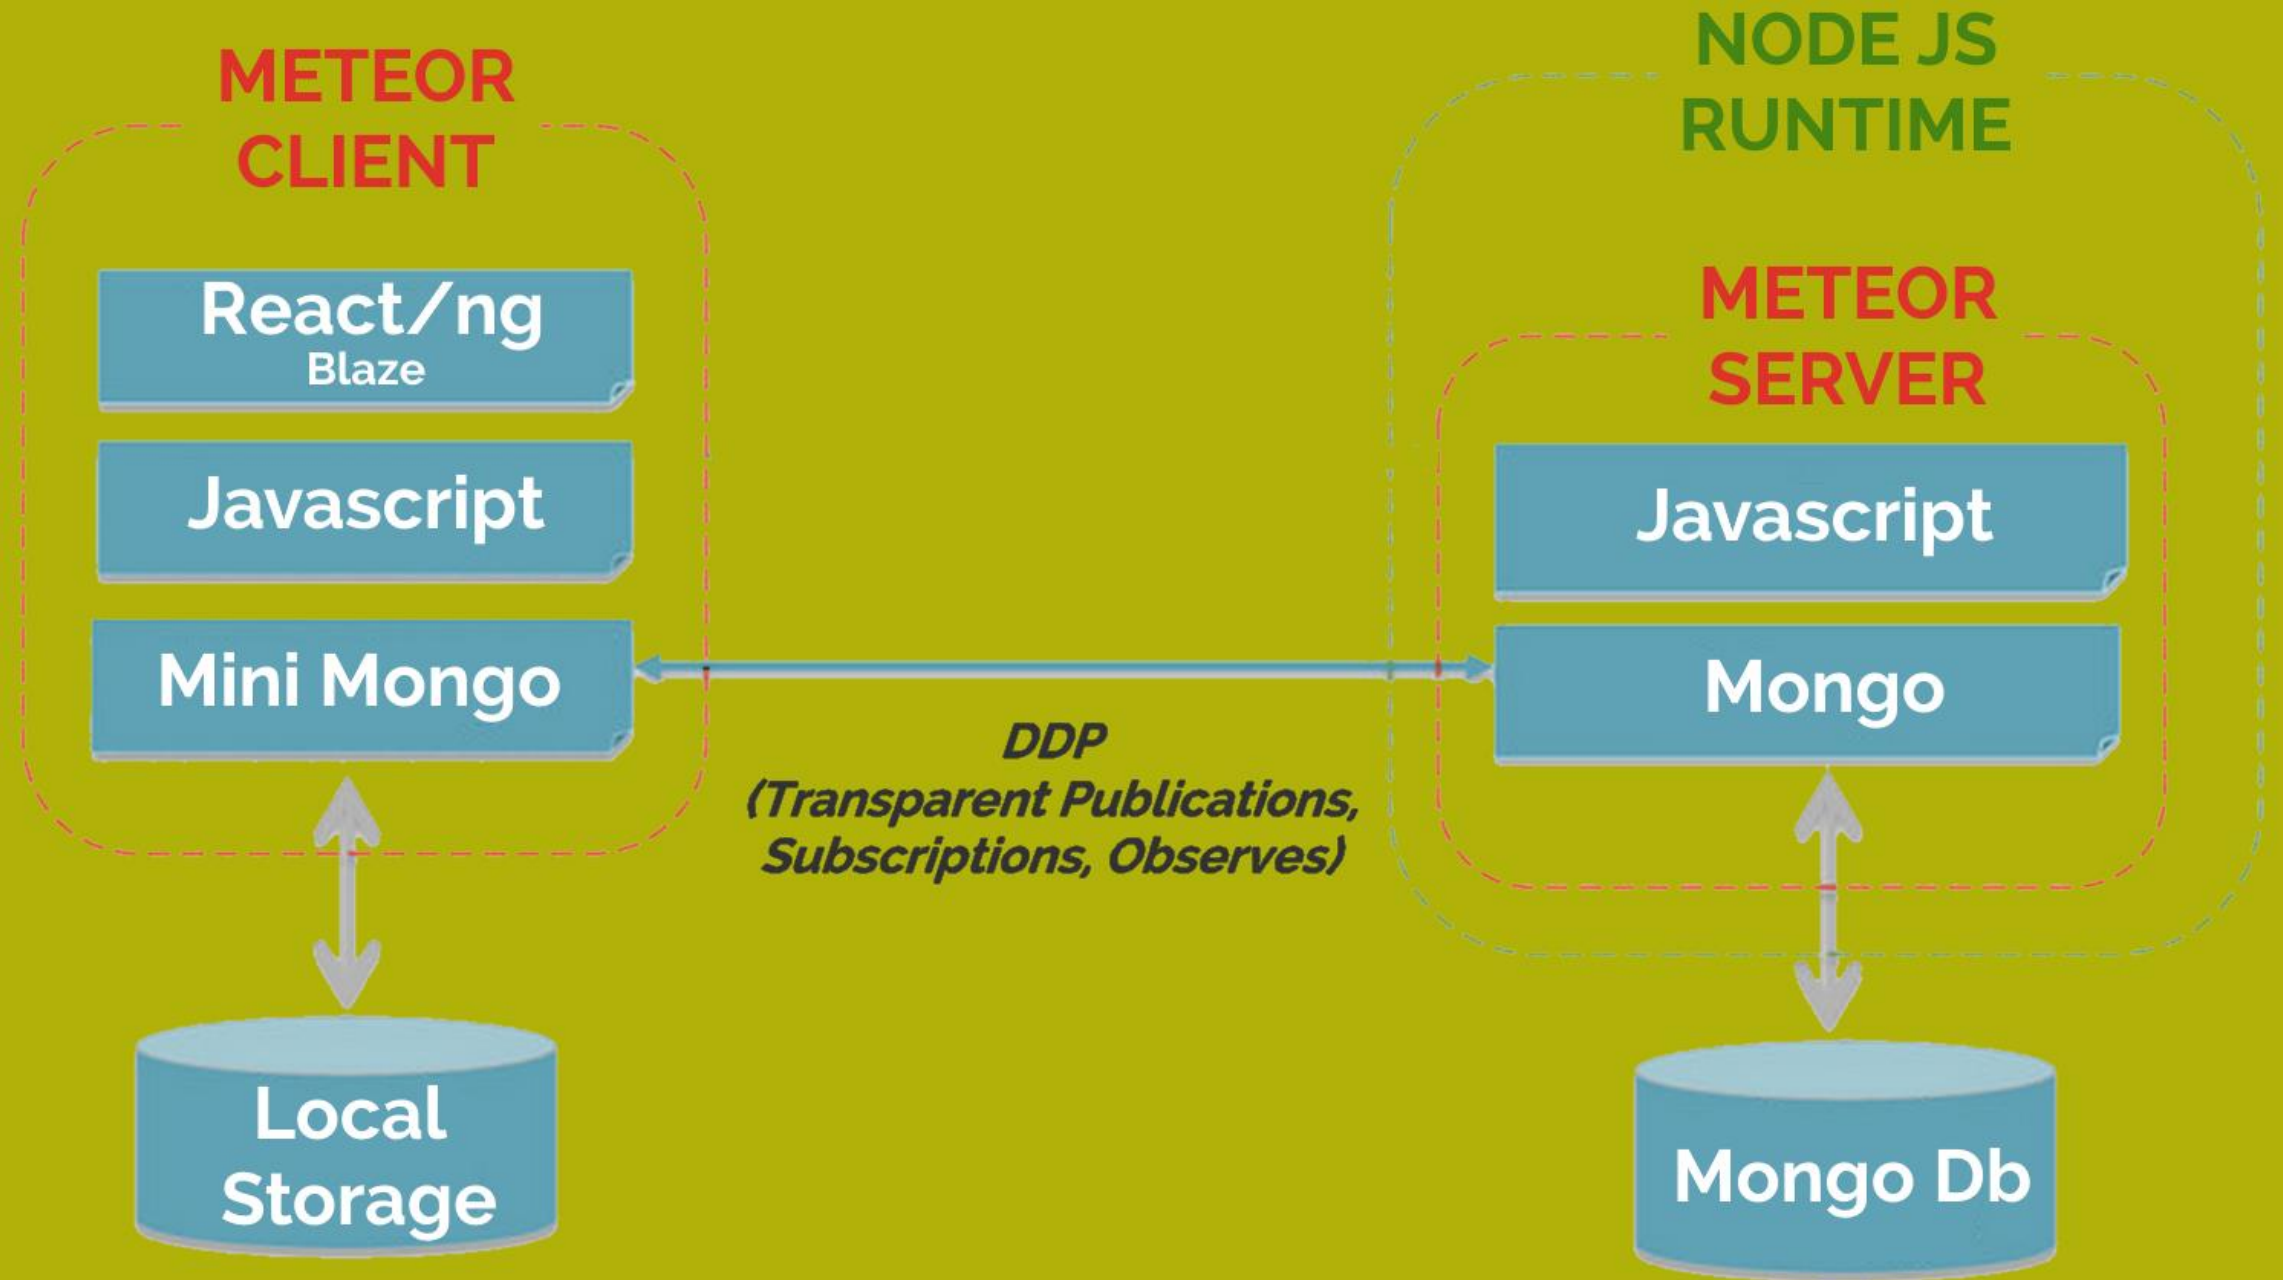 METEOR
CLIENT
React/ng
Blaze
Javascript
Mini Mongo
Local
Storage
DDP
(Transparent Publications,
Subscriptions, Observes)
NODE JS
RUNTIME
METEOR
SERVER
Javascript
Mongo
Mongo Db